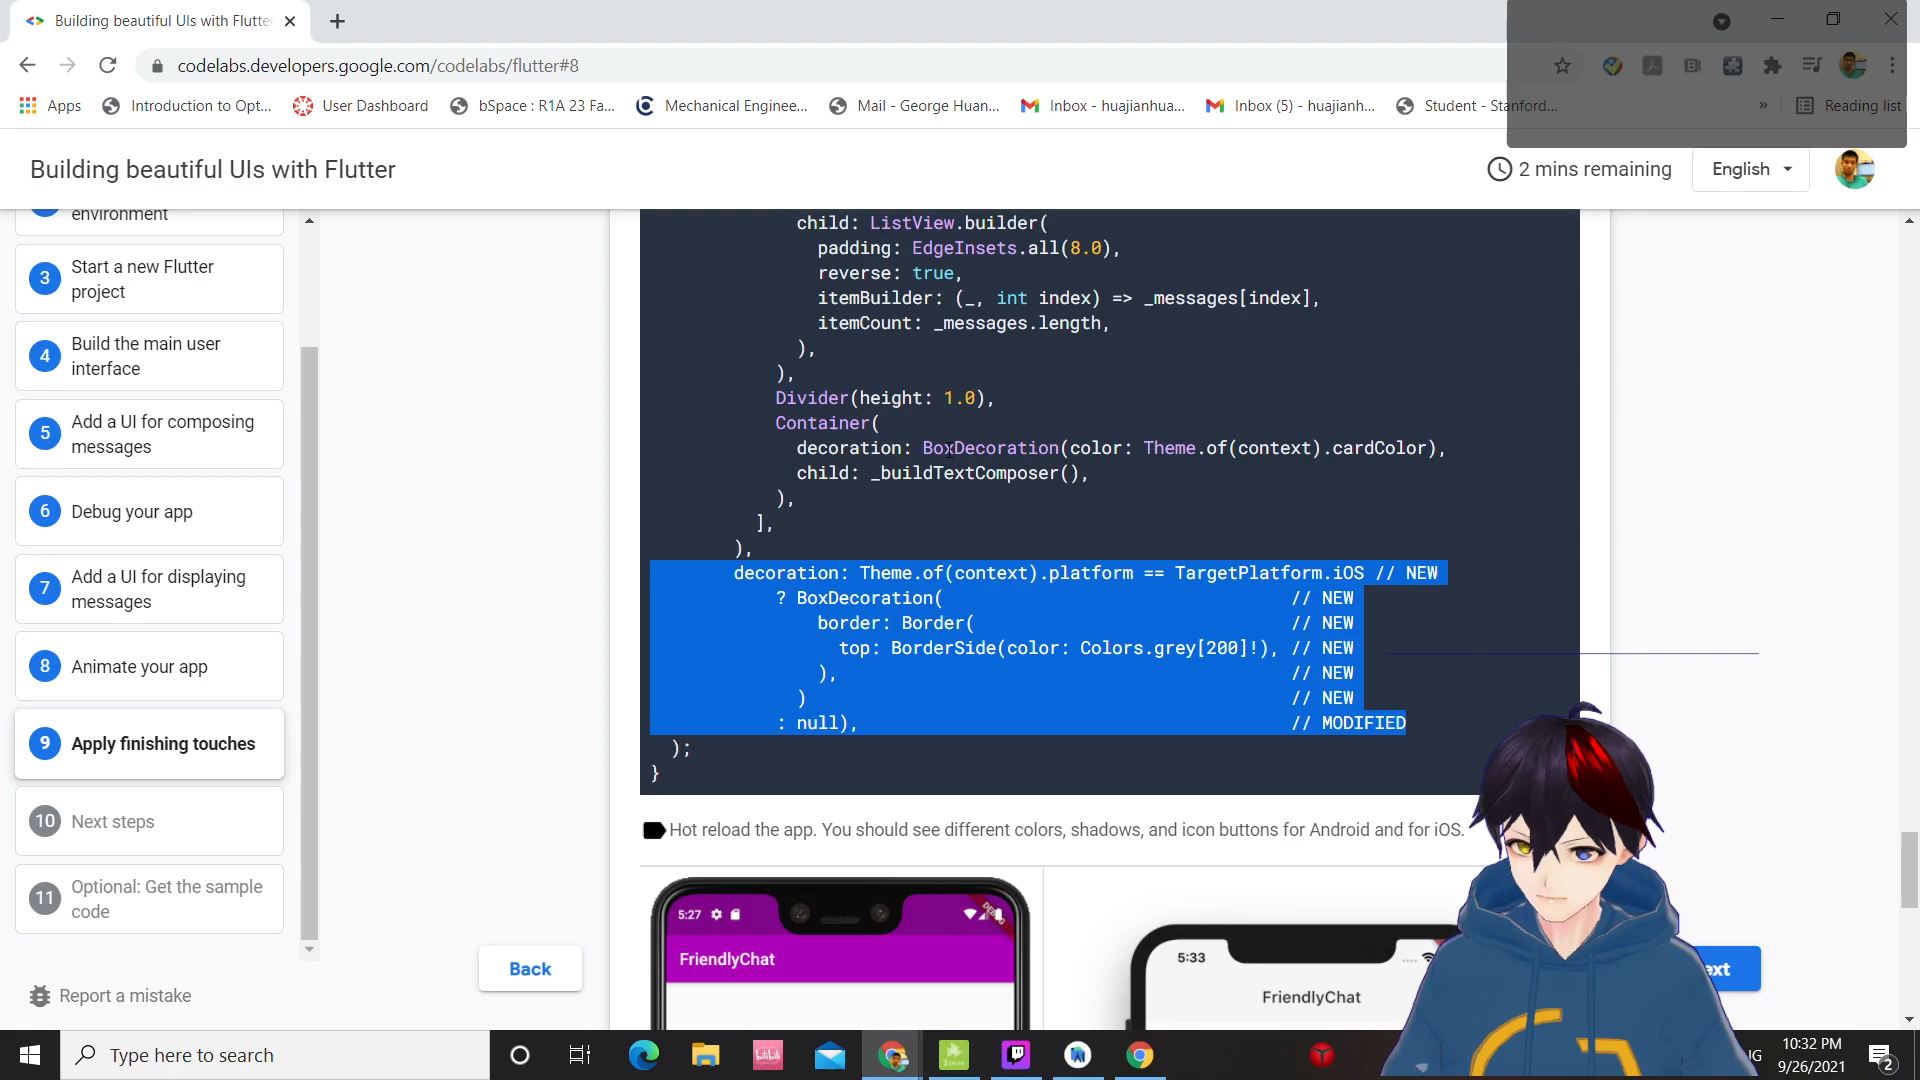 Building beautiful UIs with Flutte
codelabs.developers.google.com/codelabs/flutter#8
Apps
Introduction to Opt...
User Dashboard
bSpace : R1A 23 Fa...
Mechanical Enginee...
Mail - George Huan...
Inbox - huajianhua...
Inbox (5) - huajianh...
Student - Stanford...
»
Reading list
Building beautiful UIs with Flutter
2 mins remaining
English
environment
3
Start a new Flutter
project
4
Build the main user
interface
5
Add a UI for composing
messages
6
Debug your app
7
Add a UI for displaying
messages
8
Animate your app
9
Apply finishing touches
10
Next steps
11
Optional: Get the sample
code
Report a mistake
Back
child: ListView.builder(
padding: EdgeInsets.all(8.0),
reverse: true,
itemBuilder: (_, int index) => _messages[index],
itemCount: _messages.length,
),
),
Divider(height: 1.0),
Container(
decoration: BoxDecoration(color: Theme.of(context).cardColor),
child: _buildTextComposer(),
),
],
),
decoration: Theme.of(context).platform == TargetPlatform.iOS // NEW
? BoxDecoration( // NEW
border: Border( // NEW
top: BorderSide(color: Colors.grey[200]!), // NEW
), // NEW
) // NEW
: null), // MODIFIED
);
}
Hot reload the app. You should see different colors, shadows, and icon buttons for Android and for iOS.
5:27
DEBUG
FriendlyChat
5:33
FriendlyChat
ext
Type here to search
IG
10:32 PM
9/26/2021
2